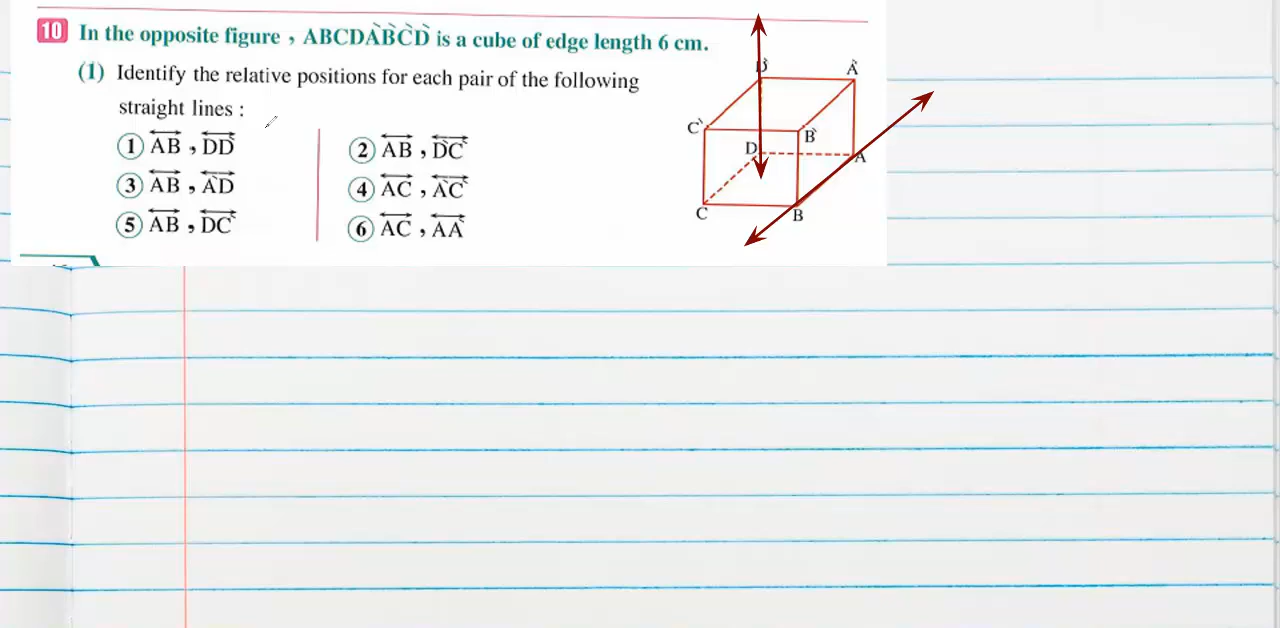 10 In the opposite figure , ABCDÀB̀C̀D̀ is a cube of edge length 6 cm.
(1) Identify the relative positions for each pair of the following
straight lines :
① AB , DD̀
② AB , D̀C̀
③ AB , ÀD
④ AC , ÀC̀
⑤ AB , DC̀
⑥ AC , AÀ
D̀
À
C̀
B̀
D
A
C
B